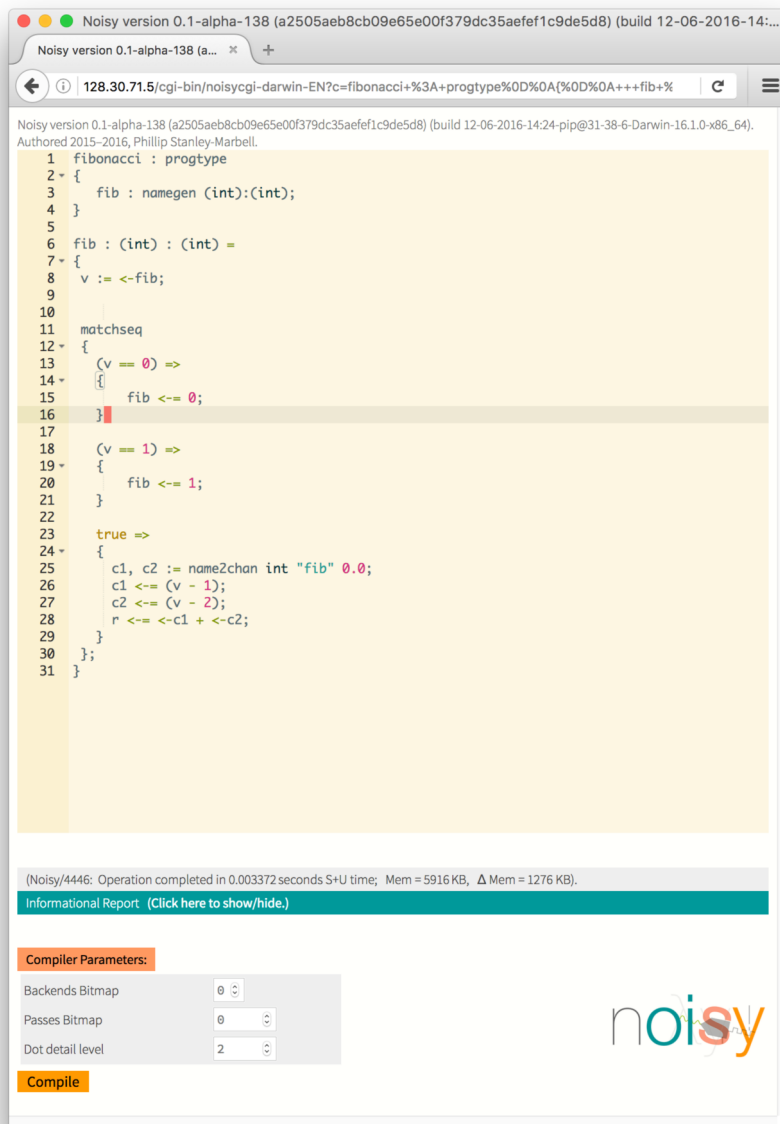 Noisy version 0.1-alpha-138 (a2505aeb8cb09e65e00f379dc35aefef1c9de5d8) (build 12-06-2016-14:...
Noisy version 0.1-alpha-138 (a... × +
128.30.71.5/cgi-bin/noisycgi-darwin-EN?c=fibonacci+%3A+progtype%0D%0A{%0D%0A+++fib+%
Noisy version 0.1-alpha-138 (a2505aeb8cb09e65e00f379dc35aefef1c9de5d8) (build 12-06-2016-14:24-pip@31-38-6-Darwin-16.1.0-x86_64).
Authored 2015–2016, Phillip Stanley-Marbell.
1 fibonacci : progtype
2 {
3 fib : namegen (int):(int);
4 }
5
6 fib : (int) : (int) =
7 {
8 v := <-fib;
9
10
11 matchseq
12 {
13 (v == 0) =>
14 {
15 fib <-= 0;
16 }
17
18 (v == 1) =>
19 {
20 fib <-= 1;
21 }
22
23 true =>
24 {
25 c1, c2 := name2chan int "fib" 0.0;
26 c1 <-= (v - 1);
27 c2 <-= (v - 2);
28 r <-= <-c1 + <-c2;
29 }
30 };
31 }
(Noisy/4446: Operation completed in 0.003372 seconds S+U time; Mem = 5916 KB, Δ Mem = 1276 KB).
Informational Report (Click here to show/hide.)
Compiler Parameters:
Backends Bitmap 0
Passes Bitmap 0
Dot detail level 2
noisy
Compile